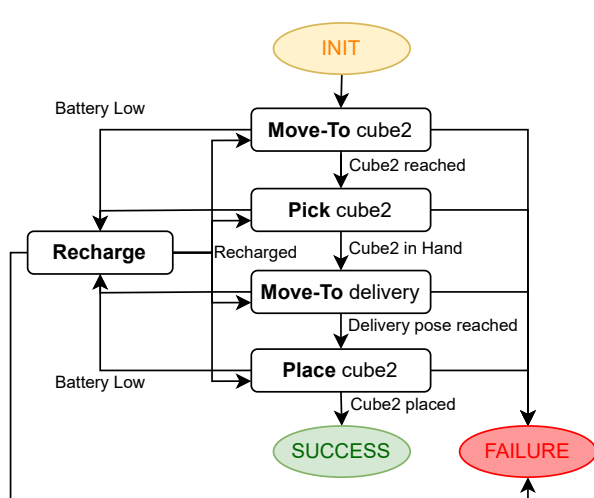 INIT
Battery Low
Move-To cube2
Cube2 reached
Pick cube2
Recharge
Recharged
Cube2 in Hand
Move-To delivery
Delivery pose reached
Place cube2
Battery Low
Cube2 placed
SUCCESS
FAILURE